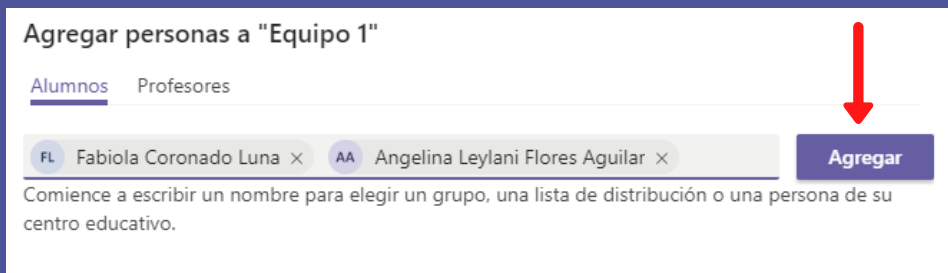 Agregar personas a "Equipo 1"
Alumnos Profesores
FL Fabiola Coronado Luna × AA Angelina Leylani Flores Aguilar × Agregar
Comience a escribir un nombre para elegir un grupo, una lista de distribución o una persona de su
centro educativo.